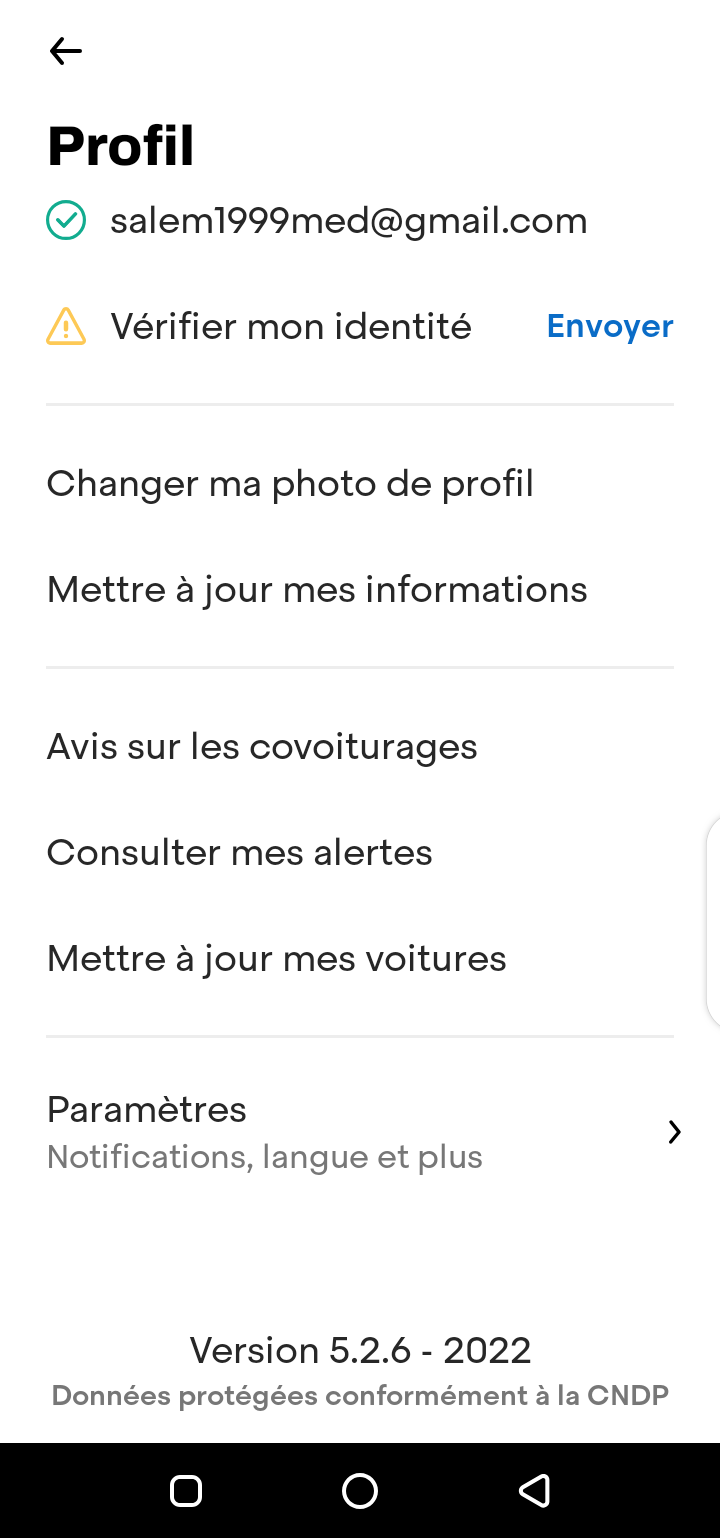 Profil
salem1999med@gmail.com
Vérifier mon identité Envoyer
Changer ma photo de profil
Mettre à jour mes informations
Avis sur les covoiturages
Consulter mes alertes
Mettre à jour mes voitures
Paramètres
Notifications, langue et plus
Version 5.2.6 - 2022
Données protégées conformément à la CNDP